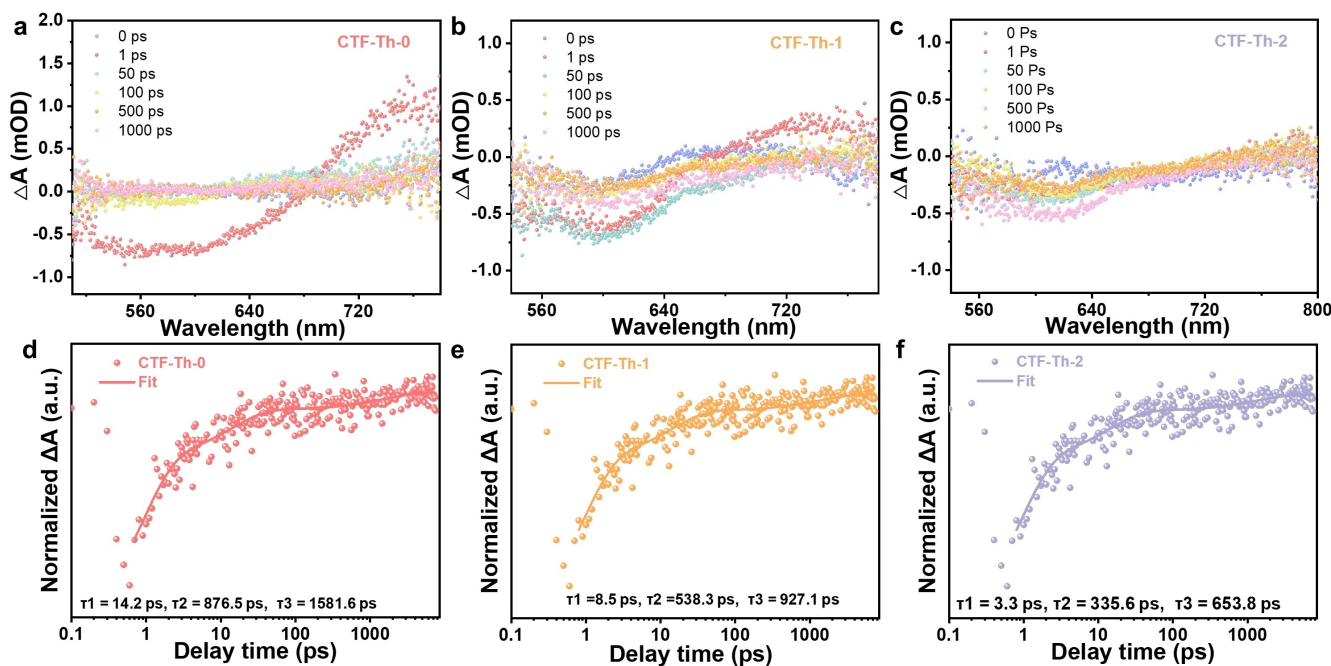 a
CTF-Th-0
0 ps
1 ps
50 ps
100 ps
500 ps
1000 ps
2.0
1.5
1.0
0.5
0.0
-0.5
-1.0
△A (mOD)
560 640 720
Wavelength (nm)
b
CTF-Th-1
0 ps
1 ps
50 ps
100 ps
500 ps
1000 ps
1.0
0.5
0.0
-0.5
-1.0
△A (mOD)
560 640 720
Wavelength (nm)
c
CTF-Th-2
0 Ps
1 Ps
50 Ps
100 Ps
500 Ps
1000 Ps
1.0
0.5
0.0
-0.5
-1.0
△A (mOD)
560 640 720 800
Wavelength (nm)
d
CTF-Th-0
Fit
Normalized ΔA (a.u.)
τ1 = 14.2 ps, τ2 = 876.5 ps, τ3 = 1581.6 ps
0.1 1 10 100 1000
Delay time (ps)
e
CTF-Th-1
Fit
Normalized ΔA (a.u.)
τ1 =8.5 ps, τ2 =538.3 ps, τ3 = 927.1 ps
0.1 1 10 100 1000
Delay time (ps)
f
CTF-Th-2
Fit
Normalized ΔA (a.u.)
τ1 = 3.3 ps, τ2 = 335.6 ps, τ3 = 653.8 ps
0.1 1 10 100 1000
Delay time (ps)